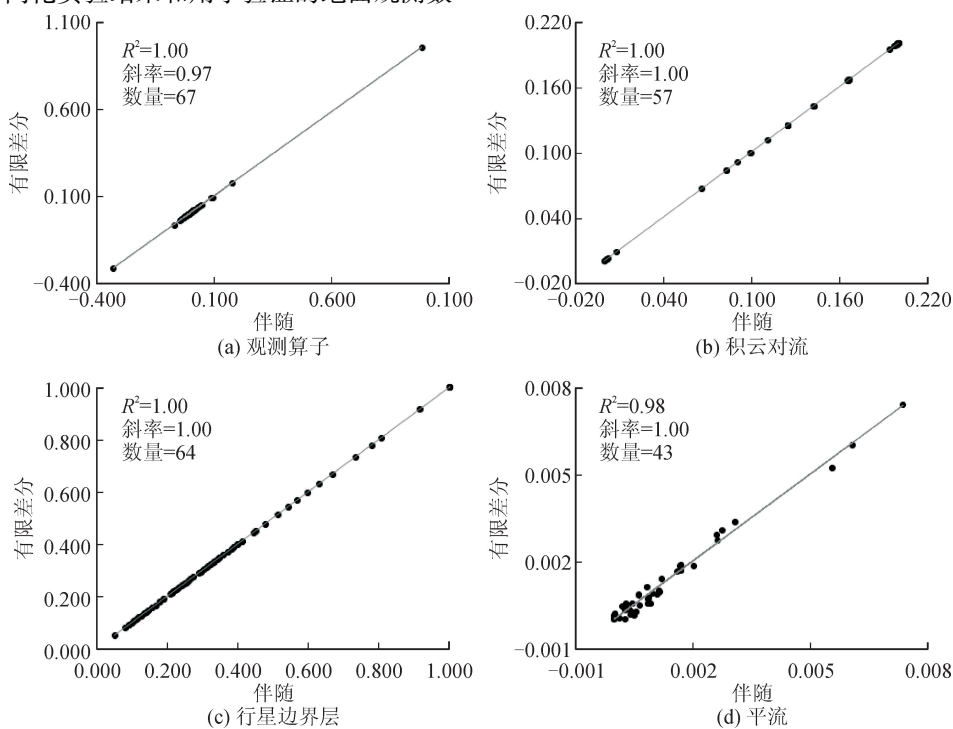 1.100
0.600
0.100
−0.400
有限差分
R²=1.00
斜率=0.97
数量=67
−0.400
0.100
0.600
0.100
伴随
(a) 观测算子
0.220
0.160
0.100
0.040
−0.020
有限差分
R²=1.00
斜率=1.00
数量=57
−0.020
0.040
0.100
0.160
0.220
伴随
(b) 积云对流
1.000
0.800
0.600
0.400
0.200
0.000
有限差分
R²=1.00
斜率=1.00
数量=64
0.000
0.200
0.400
0.600
0.800
1.000
伴随
(c) 行星边界层
0.008
0.005
0.002
−0.001
有限差分
R²=0.98
斜率=1.00
数量=43
−0.001
0.002
0.005
0.008
伴随
(d) 平流